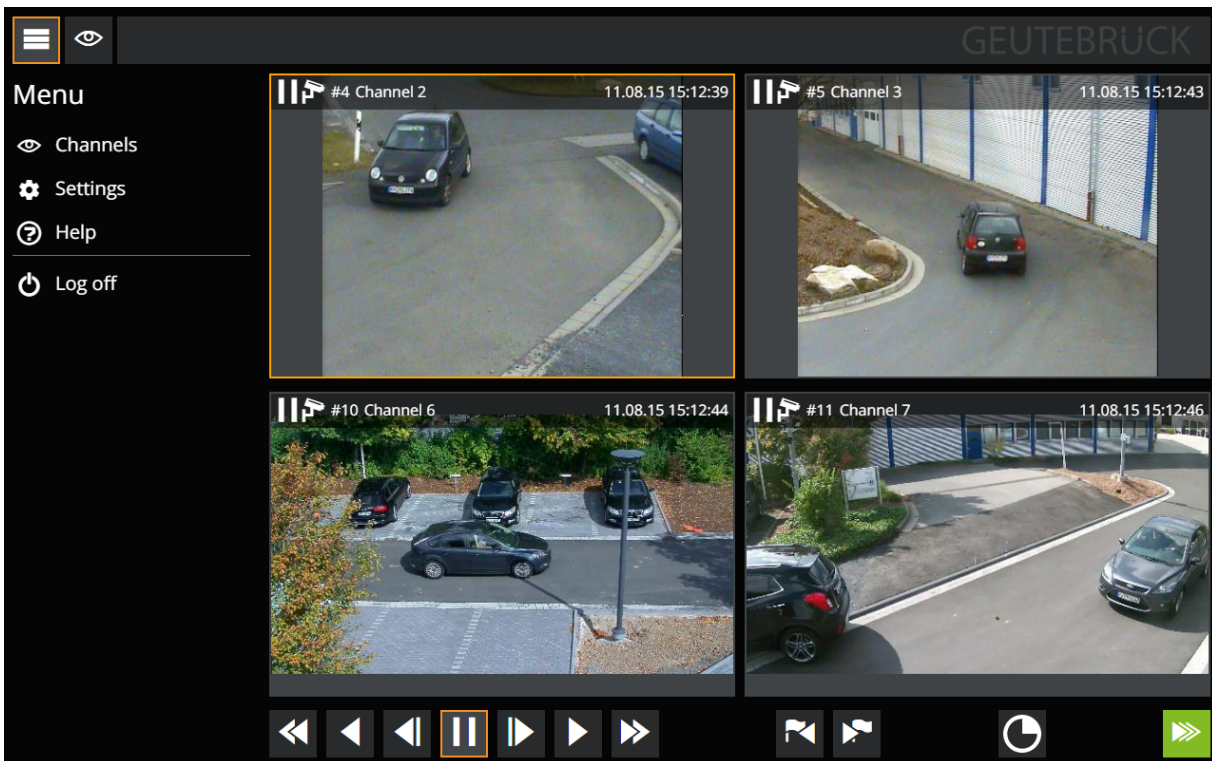 GEUTEBRÜCK
Menu
Channels
Settings
Help
Log off
#4 Channel 2 11.08.15 15:12:39
#5 Channel 3 11.08.15 15:12:43
#10 Channel 6 11.08.15 15:12:44
#11 Channel 7 11.08.15 15:12:46